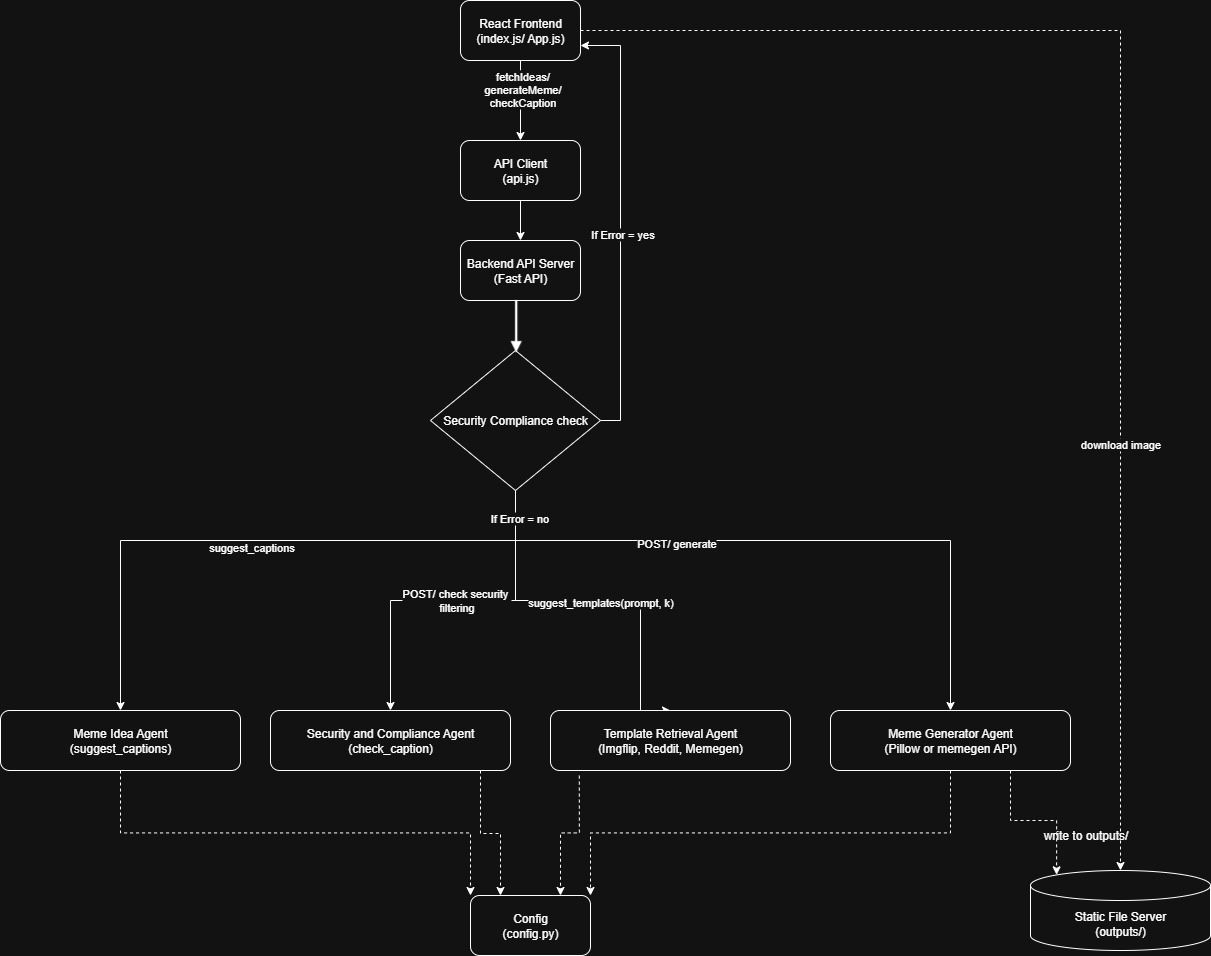 React Frontend
(index.js/ App.js)
fetchIdeas/
generateMeme/
checkCaption
API Client
(api.js)
If Error = yes
Backend API Server
(Fast API)
Security Compliance check
download image
If Error = no
suggest_captions
POST/ generate
POST/ check security
filtering
suggest_templates(prompt, k)
Meme Idea Agent
(suggest_captions)
Security and Compliance Agent
(check_caption)
Template Retrieval Agent
(Imgflip, Reddit, Memegen)
Meme Generator Agent
(Pillow or memegen API)
write to outputs/
Config
(config.py)
Static File Server
(outputs/)